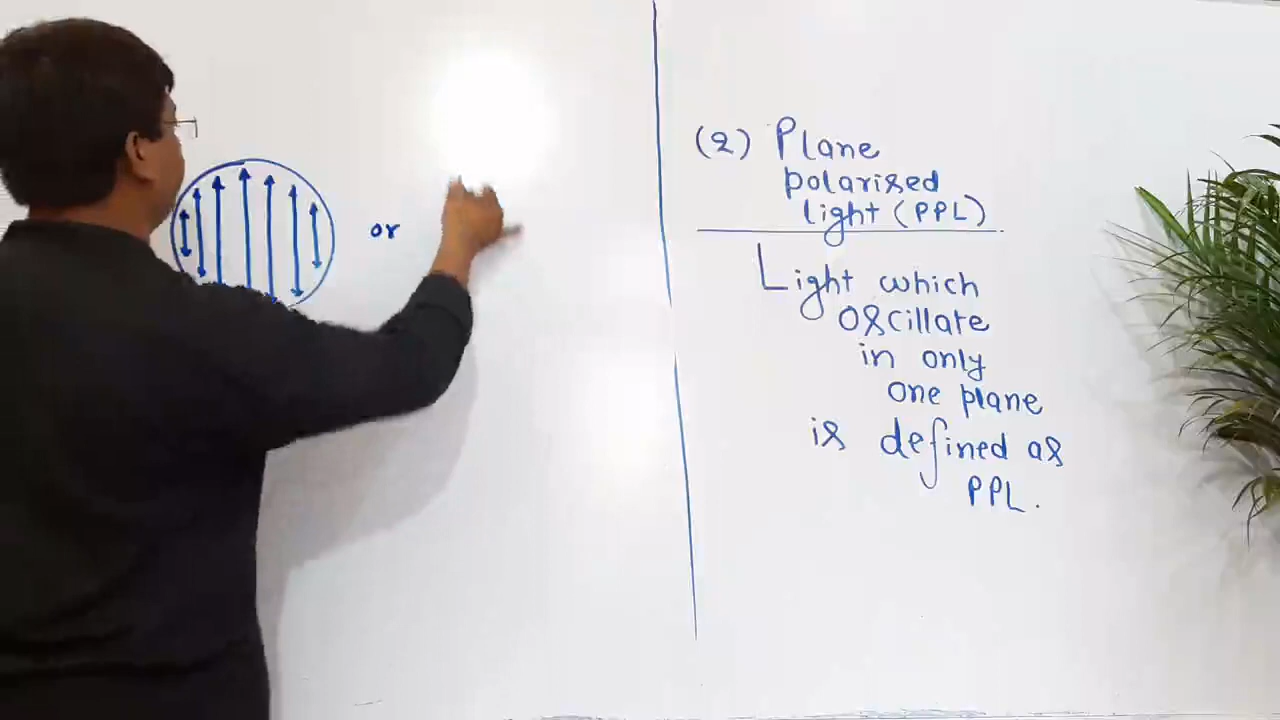 or
(2) Plane
polarised
light (PPL)
Light which
oscillate
in only
one plane
is defined as
PPL.